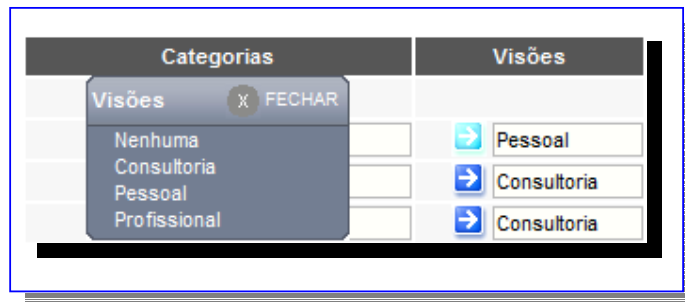 Categorias Visões
Visões X FECHAR
Nenhuma
Pessoal
Consultoria
Consultoria
Pessoal
Profissional
Consultoria